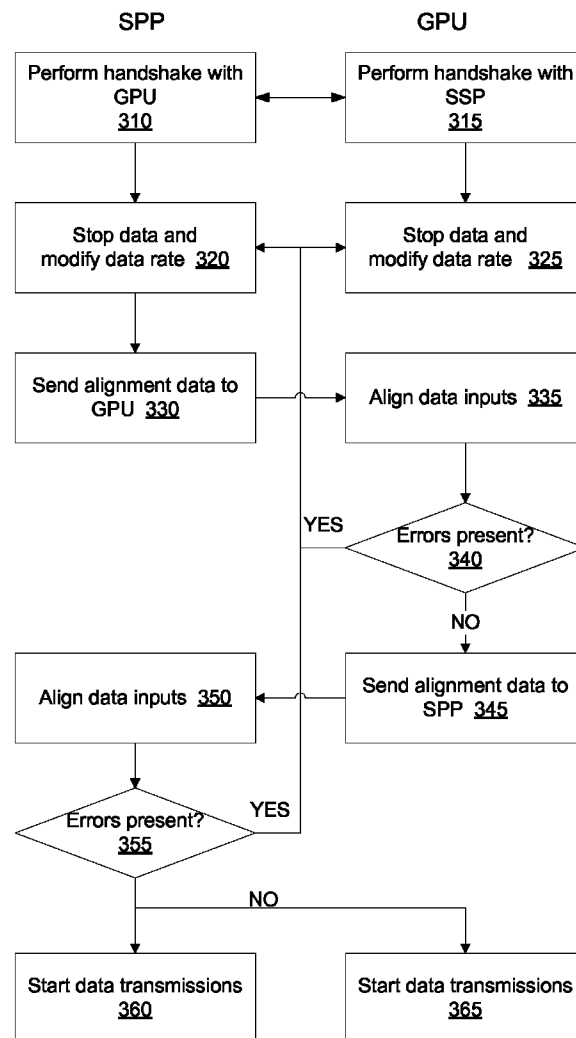 SPP
GPU
Perform handshake with
GPU
310
Perform handshake with
SSP
315
Stop data and
modify data rate 320
Stop data and
modify data rate 325
Send alignment data to
GPU 330
Align data inputs 335
YES
Errors present?
340
NO
Align data inputs 350
Send alignment data to
SPP 345
Errors present?
355
YES
NO
Start data transmissions
360
Start data transmissions
365